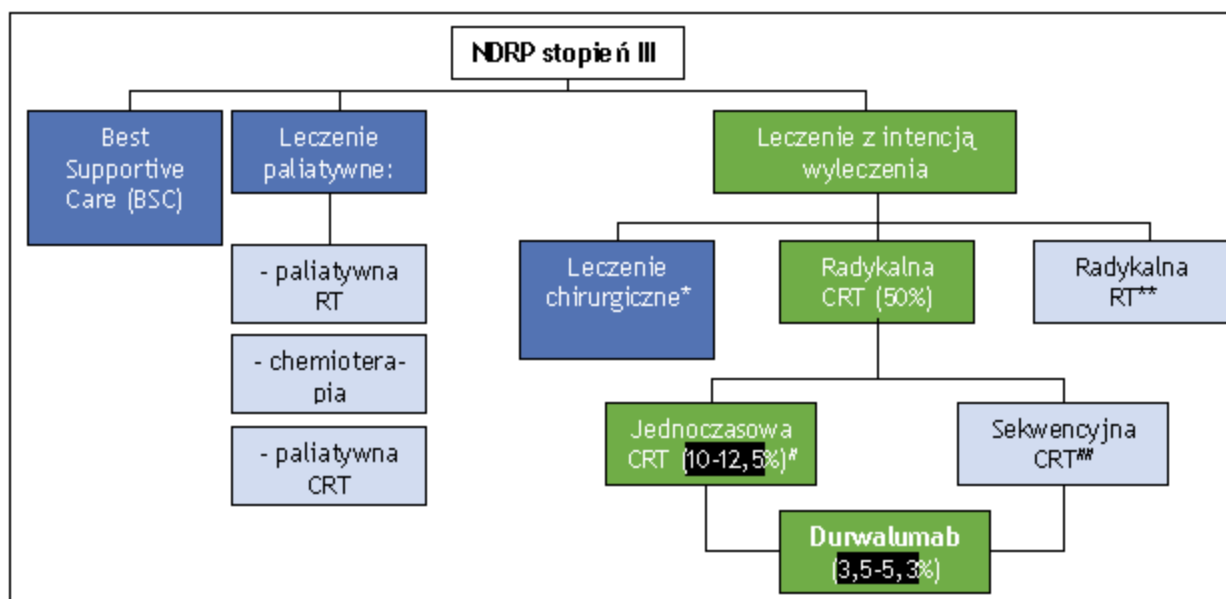 NDRP stopień III
Best
Supportive
Care (BSC)
Leczenie
paliatywne:
Leczenie z intencją
wyleczenia
- paliatywna
RT
- chemiotera-
pia
- paliatywna
CRT
Leczenie
chirurgiczne*
Radykalna
CRT (50%)
Radykalna
RT**
Jednoczasowa
CRT (10-12,5%)#
Sekwencyjna
CRT##
Durwalumab
(3,5-5,3%)